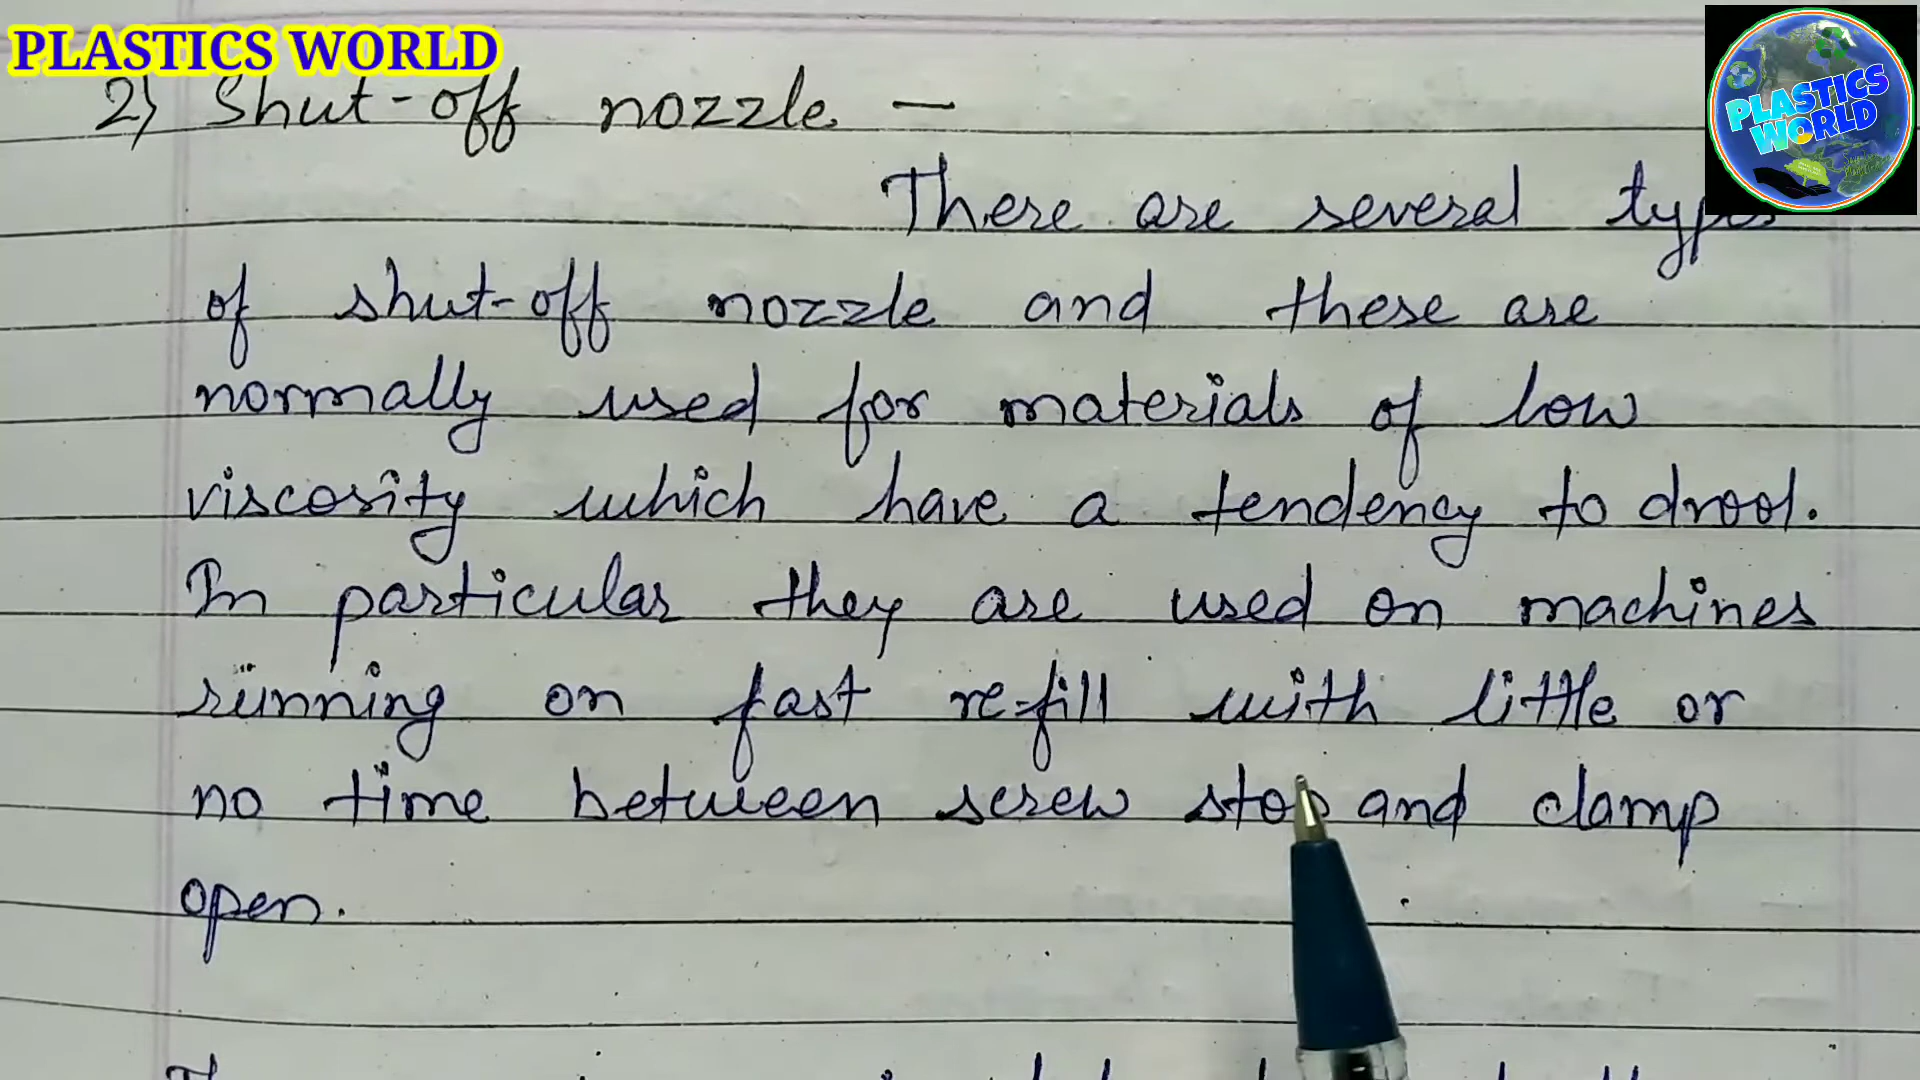 PLASTICS WORLD
PLASTICS WORLD
2) Shut-off nozzle —
There are several types
of shut-off nozzle and these are
normally used for materials of low
viscosity which have a tendency to drool.
In particular they are used on machines
running on fast re-fill with little or
no time between screw stop and clamp
open.